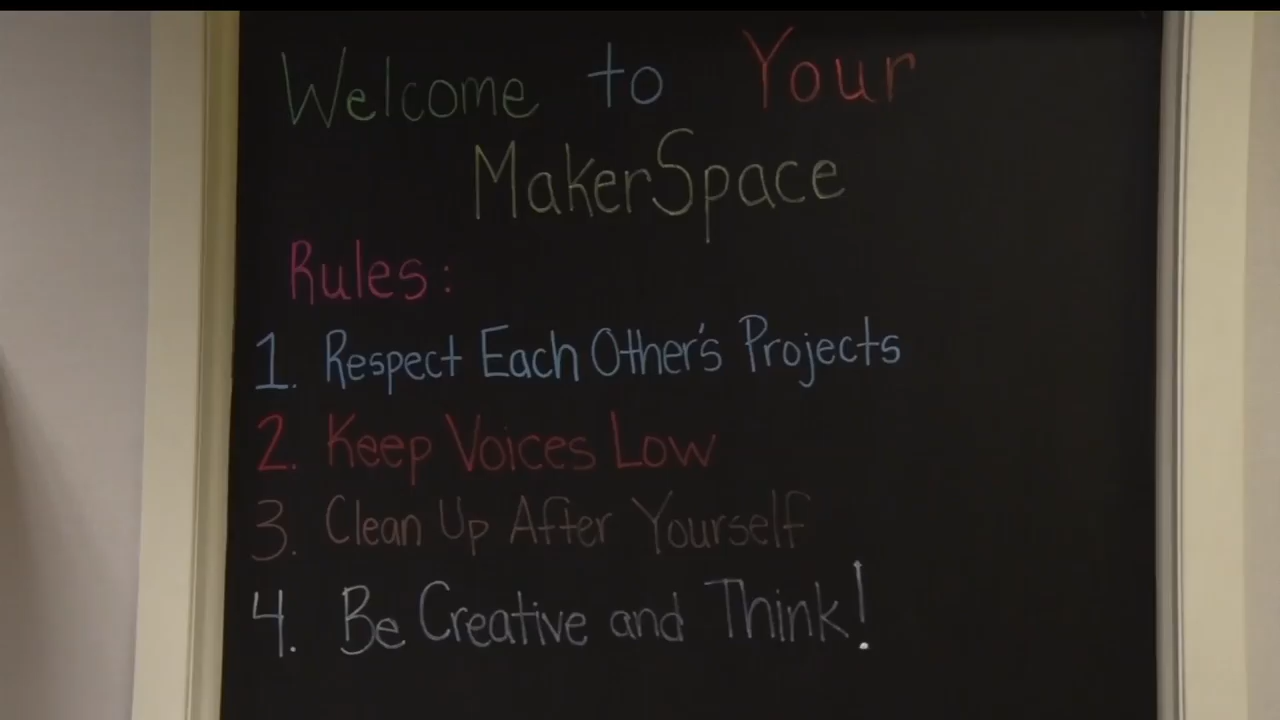 Welcome to Your
MakerSpace
Rules:
1. Respect Each Other's Projects
2. Keep Voices Low
3. Clean Up After Yourself
4. Be Creative and Think!